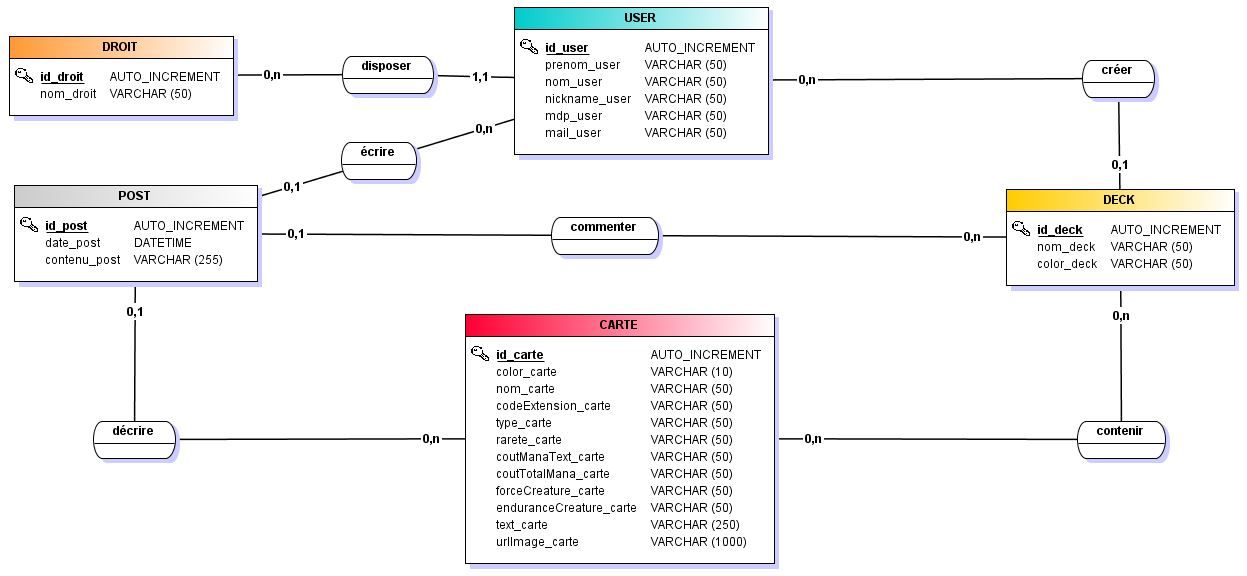 USER
id_user AUTO_INCREMENT
prenom_user VARCHAR (50)
nom_user VARCHAR (50)
nickname_user VARCHAR (50)
mdp_user VARCHAR (50)
mail_user VARCHAR (50)
DROIT
id_droit AUTO_INCREMENT
nom_droit VARCHAR (50)
0,n
disposer
1,1
0,n
créer
0,1
0,n
écrire
0,1
POST
id_post AUTO_INCREMENT
date_post DATETIME
contenu_post VARCHAR (255)
0,1
commenter
0,n
DECK
id_deck AUTO_INCREMENT
nom_deck VARCHAR (50)
color_deck VARCHAR (50)
0,1
décrire
0,n
CARTE
id_carte AUTO_INCREMENT
color_carte VARCHAR (10)
nom_carte VARCHAR (50)
codeExtension_carte VARCHAR (50)
type_carte VARCHAR (50)
rarete_carte VARCHAR (50)
coutManaText_carte VARCHAR (50)
coutTotalMana_carte VARCHAR (50)
forceCreature_carte VARCHAR (50)
enduranceCreature_carte VARCHAR (50)
text_carte VARCHAR (250)
urlImage_carte VARCHAR (1000)
0,n
contenir
0,n